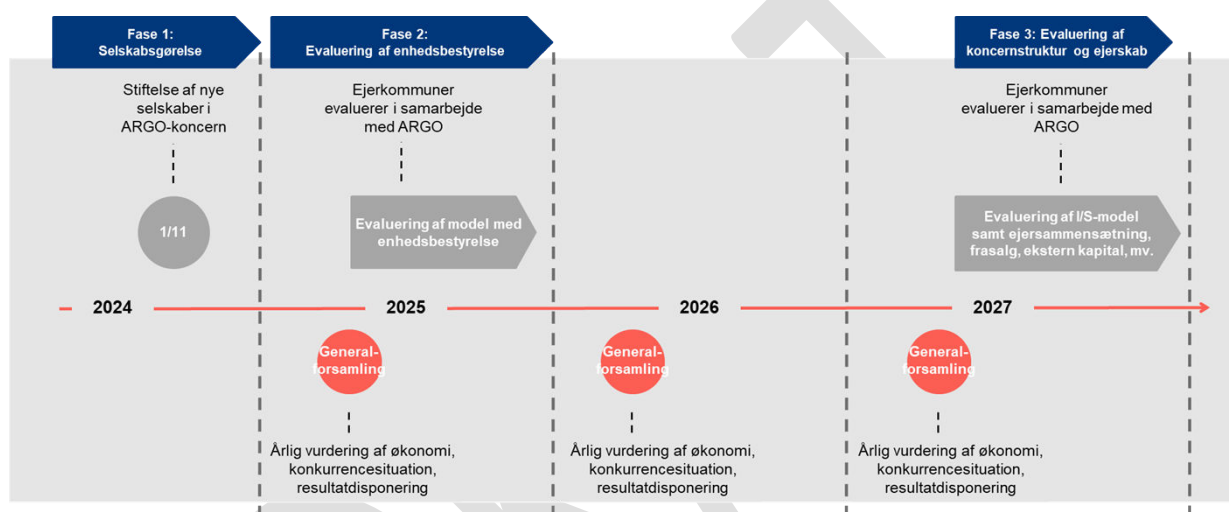 Fase 1:
Selskabsgørelse
Fase 2:
Evaluering af enhedsbestyrelse
Fase 3: Evaluering af
koncernstruktur og ejerskab
Stiftelse af nye
selskaber i
ARGO-koncern
Ejerkommuner
evaluerer i samarbejde
med ARGO
Ejerkommuner
evaluerer i samarbejde med
ARGO
1/11
Evaluering af model med
enhedsbestyrelse
Evaluering af I/S-model
samt ejersammensætning,
frasalg, ekstern kapital, mv.
2024
2025
2026
2027
General-
forsamling
General-
forsamling
General-
forsamling
Årlig vurdering af økonomi,
konkurrencesituation,
resultatdisponering
Årlig vurdering af økonomi,
konkurrencesituation,
resultatdisponering
Årlig vurdering af økonomi,
konkurrencesituation,
resultatdisponering